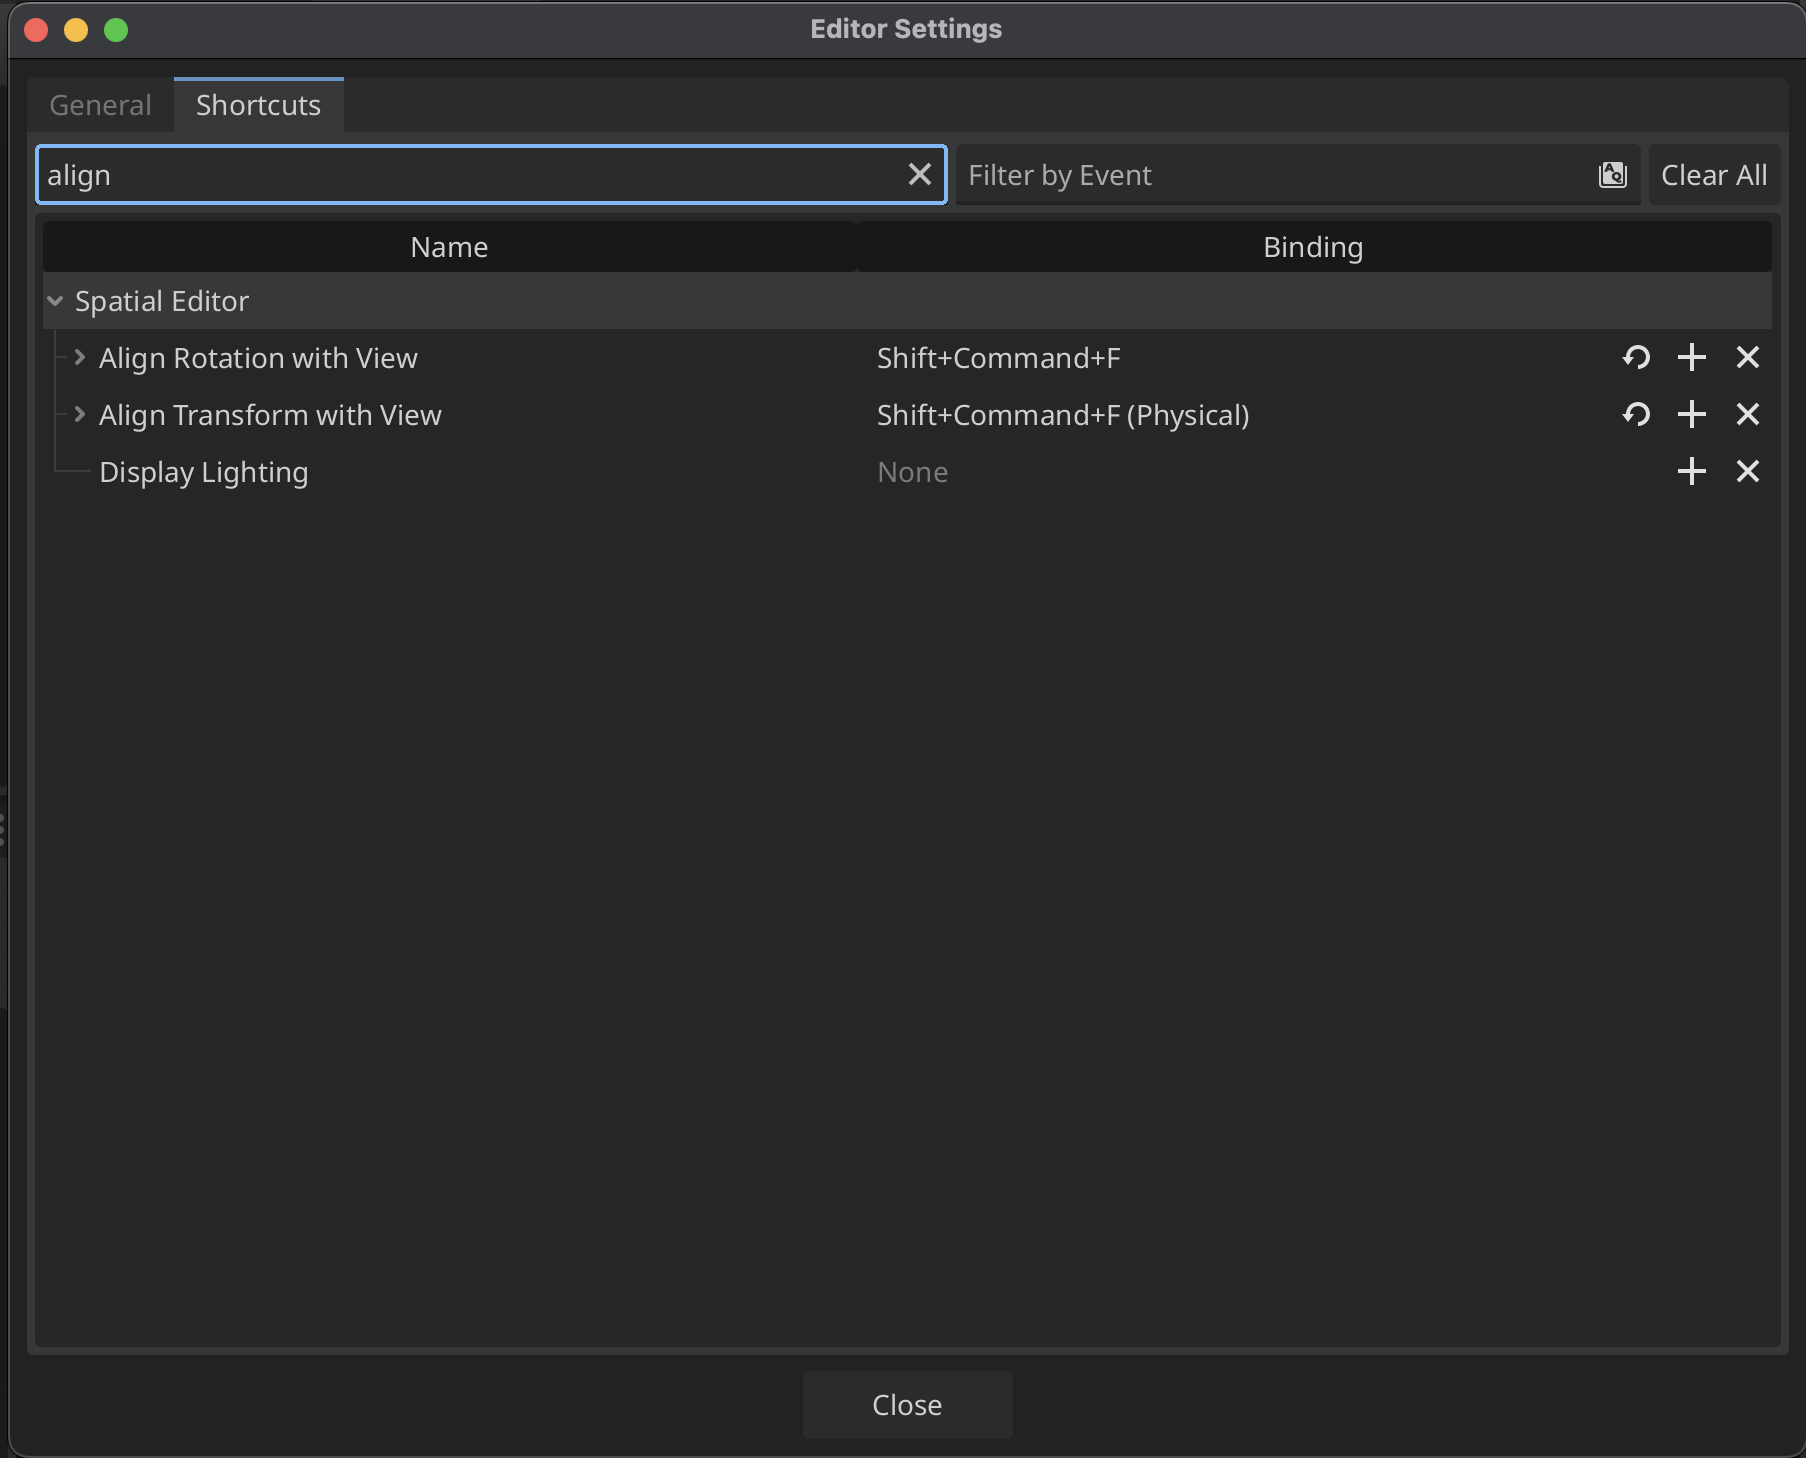 Editor Settings
General Shortcuts
align Filter by Event Clear All
Name Binding
Spatial Editor
Align Rotation with View Shift+Command+F
Align Transform with View Shift+Command+F (Physical)
Display Lighting None
Close